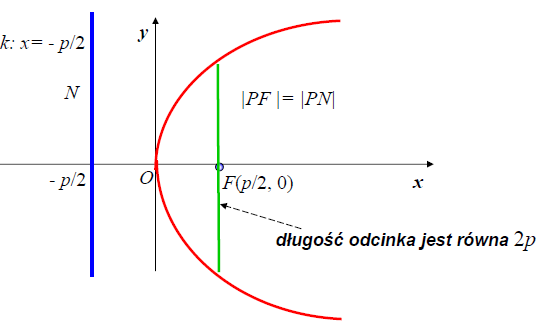 y
k: x= - p/2
N
|PF |= |PN|
- p/2
O
F(p/2, 0)
x
długość odcinka jest równa 2p